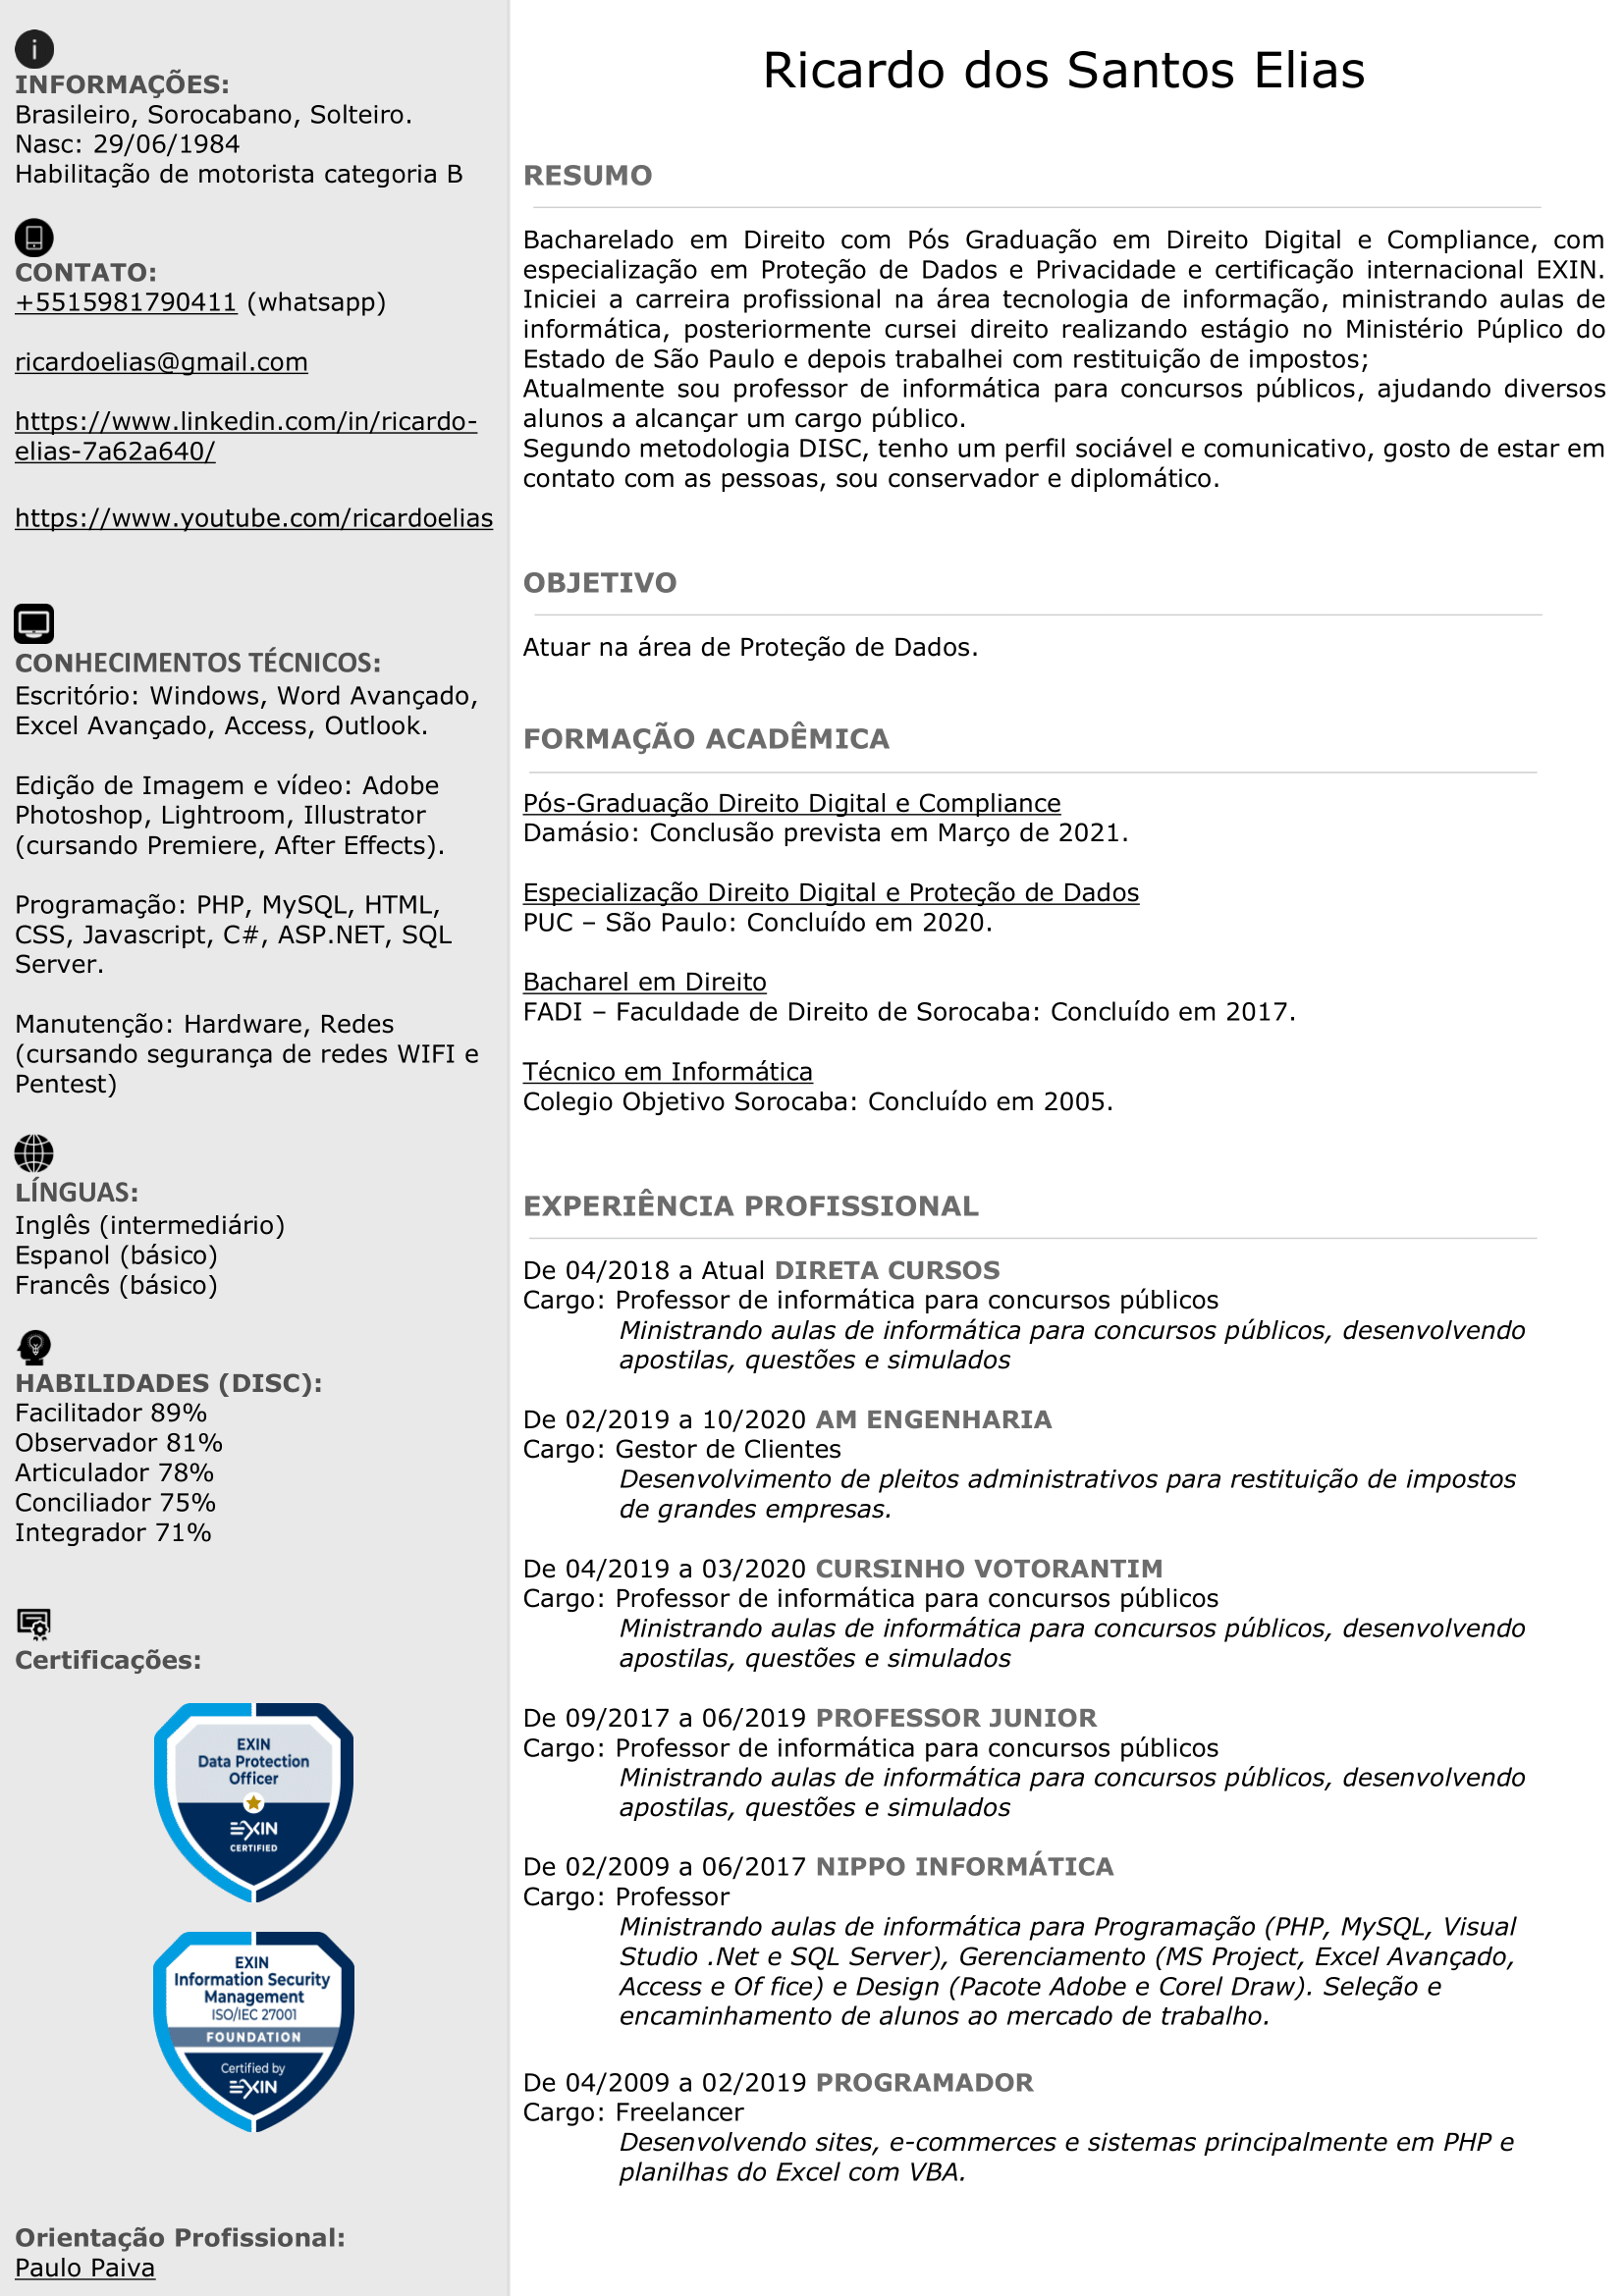 INFORMAÇÕES:
Brasileiro, Sorocabano, Solteiro.
Nasc: 29/06/1984
Habilitação de motorista categoria B
CONTATO:
+5515981790411 (whatsapp)
ricardoelias@gmail.com
https://www.linkedin.com/in/ricardo-
elias-7a62a640/
https://www.youtube.com/ricardoelias
CONHECIMENTOS TÉCNICOS:
Escritório: Windows, Word Avançado,
Excel Avançado, Access, Outlook.
Edição de Imagem e vídeo: Adobe
Photoshop, Lightroom, Illustrator
(cursando Premiere, After Effects).
Programação: PHP, MySQL, HTML,
CSS, Javascript, C#, ASP.NET, SQL
Server.
Manutenção: Hardware, Redes
(cursando segurança de redes WIFI e
Pentest)
LÍNGUAS:
Inglês (intermediário)
Espanol (básico)
Francês (básico)
HABILIDADES (DISC):
Facilitador 89%
Observador 81%
Articulador 78%
Conciliador 75%
Integrador 71%
Certificações:
EXIN
Data Protection
Officer
EXIN
CERTIFIED
EXIN
Information Security
Management
ISO/IEC 27001
FOUNDATION
Certified by
EXIN
Orientação Profissional:
Paulo Paiva
Ricardo dos Santos Elias
RESUMO
Bacharelado em Direito com Pós Graduação em Direito Digital e Compliance, com
especialização em Proteção de Dados e Privacidade e certificação internacional EXIN.
Iniciei a carreira profissional na área tecnologia de informação, ministrando aulas de
informática, posteriormente cursei direito realizando estágio no Ministério Púplico do
Estado de São Paulo e depois trabalhei com restituição de impostos;
Atualmente sou professor de informática para concursos públicos, ajudando diversos
alunos a alcançar um cargo público.
Segundo metodologia DISC, tenho um perfil sociável e comunicativo, gosto de estar em
contato com as pessoas, sou conservador e diplomático.
OBJETIVO
Atuar na área de Proteção de Dados.
FORMAÇÃO ACADÊMICA
Pós-Graduação Direito Digital e Compliance
Damásio: Conclusão prevista em Março de 2021.
Especialização Direito Digital e Proteção de Dados
PUC – São Paulo: Concluído em 2020.
Bacharel em Direito
FADI – Faculdade de Direito de Sorocaba: Concluído em 2017.
Técnico em Informática
Colegio Objetivo Sorocaba: Concluído em 2005.
EXPERIÊNCIA PROFISSIONAL
De 04/2018 a Atual DIRETA CURSOS
Cargo: Professor de informática para concursos públicos
Ministrando aulas de informática para concursos públicos, desenvolvendo
apostilas, questões e simulados
De 02/2019 a 10/2020 AM ENGENHARIA
Cargo: Gestor de Clientes
Desenvolvimento de pleitos administrativos para restituição de impostos
de grandes empresas.
De 04/2019 a 03/2020 CURSINHO VOTORANTIM
Cargo: Professor de informática para concursos públicos
Ministrando aulas de informática para concursos públicos, desenvolvendo
apostilas, questões e simulados
De 09/2017 a 06/2019 PROFESSOR JUNIOR
Cargo: Professor de informática para concursos públicos
Ministrando aulas de informática para concursos públicos, desenvolvendo
apostilas, questões e simulados
De 02/2009 a 06/2017 NIPPO INFORMÁTICA
Cargo: Professor
Ministrando aulas de informática para Programação (PHP, MySQL, Visual
Studio .Net e SQL Server), Gerenciamento (MS Project, Excel Avançado,
Access e Of fice) e Design (Pacote Adobe e Corel Draw). Seleção e
encaminhamento de alunos ao mercado de trabalho.
De 04/2009 a 02/2019 PROGRAMADOR
Cargo: Freelancer
Desenvolvendo sites, e-commerces e sistemas principalmente em PHP e
planilhas do Excel com VBA.